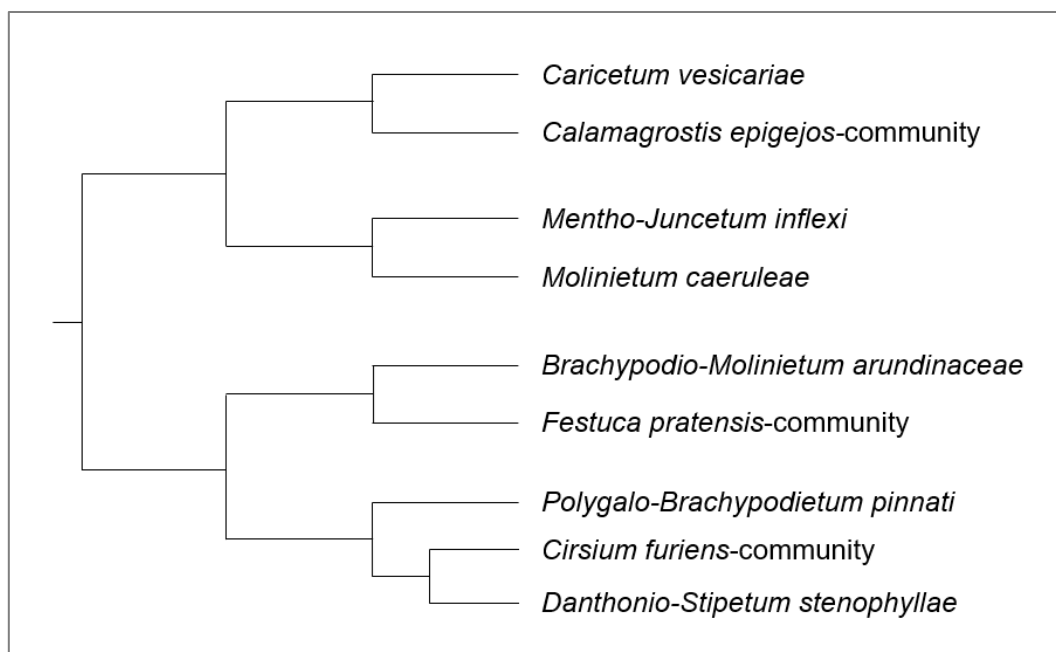 Caricetum vesicariae
Calamagrostis epigejos-community
Mentho-Juncetum inflexi
Molinietum caeruleae
Brachypodio-Molinietum arundinaceae
Festuca pratensis-community
Polygalo-Brachypodietum pinnati
Cirsium furiens-community
Danthonio-Stipetum stenophyllae